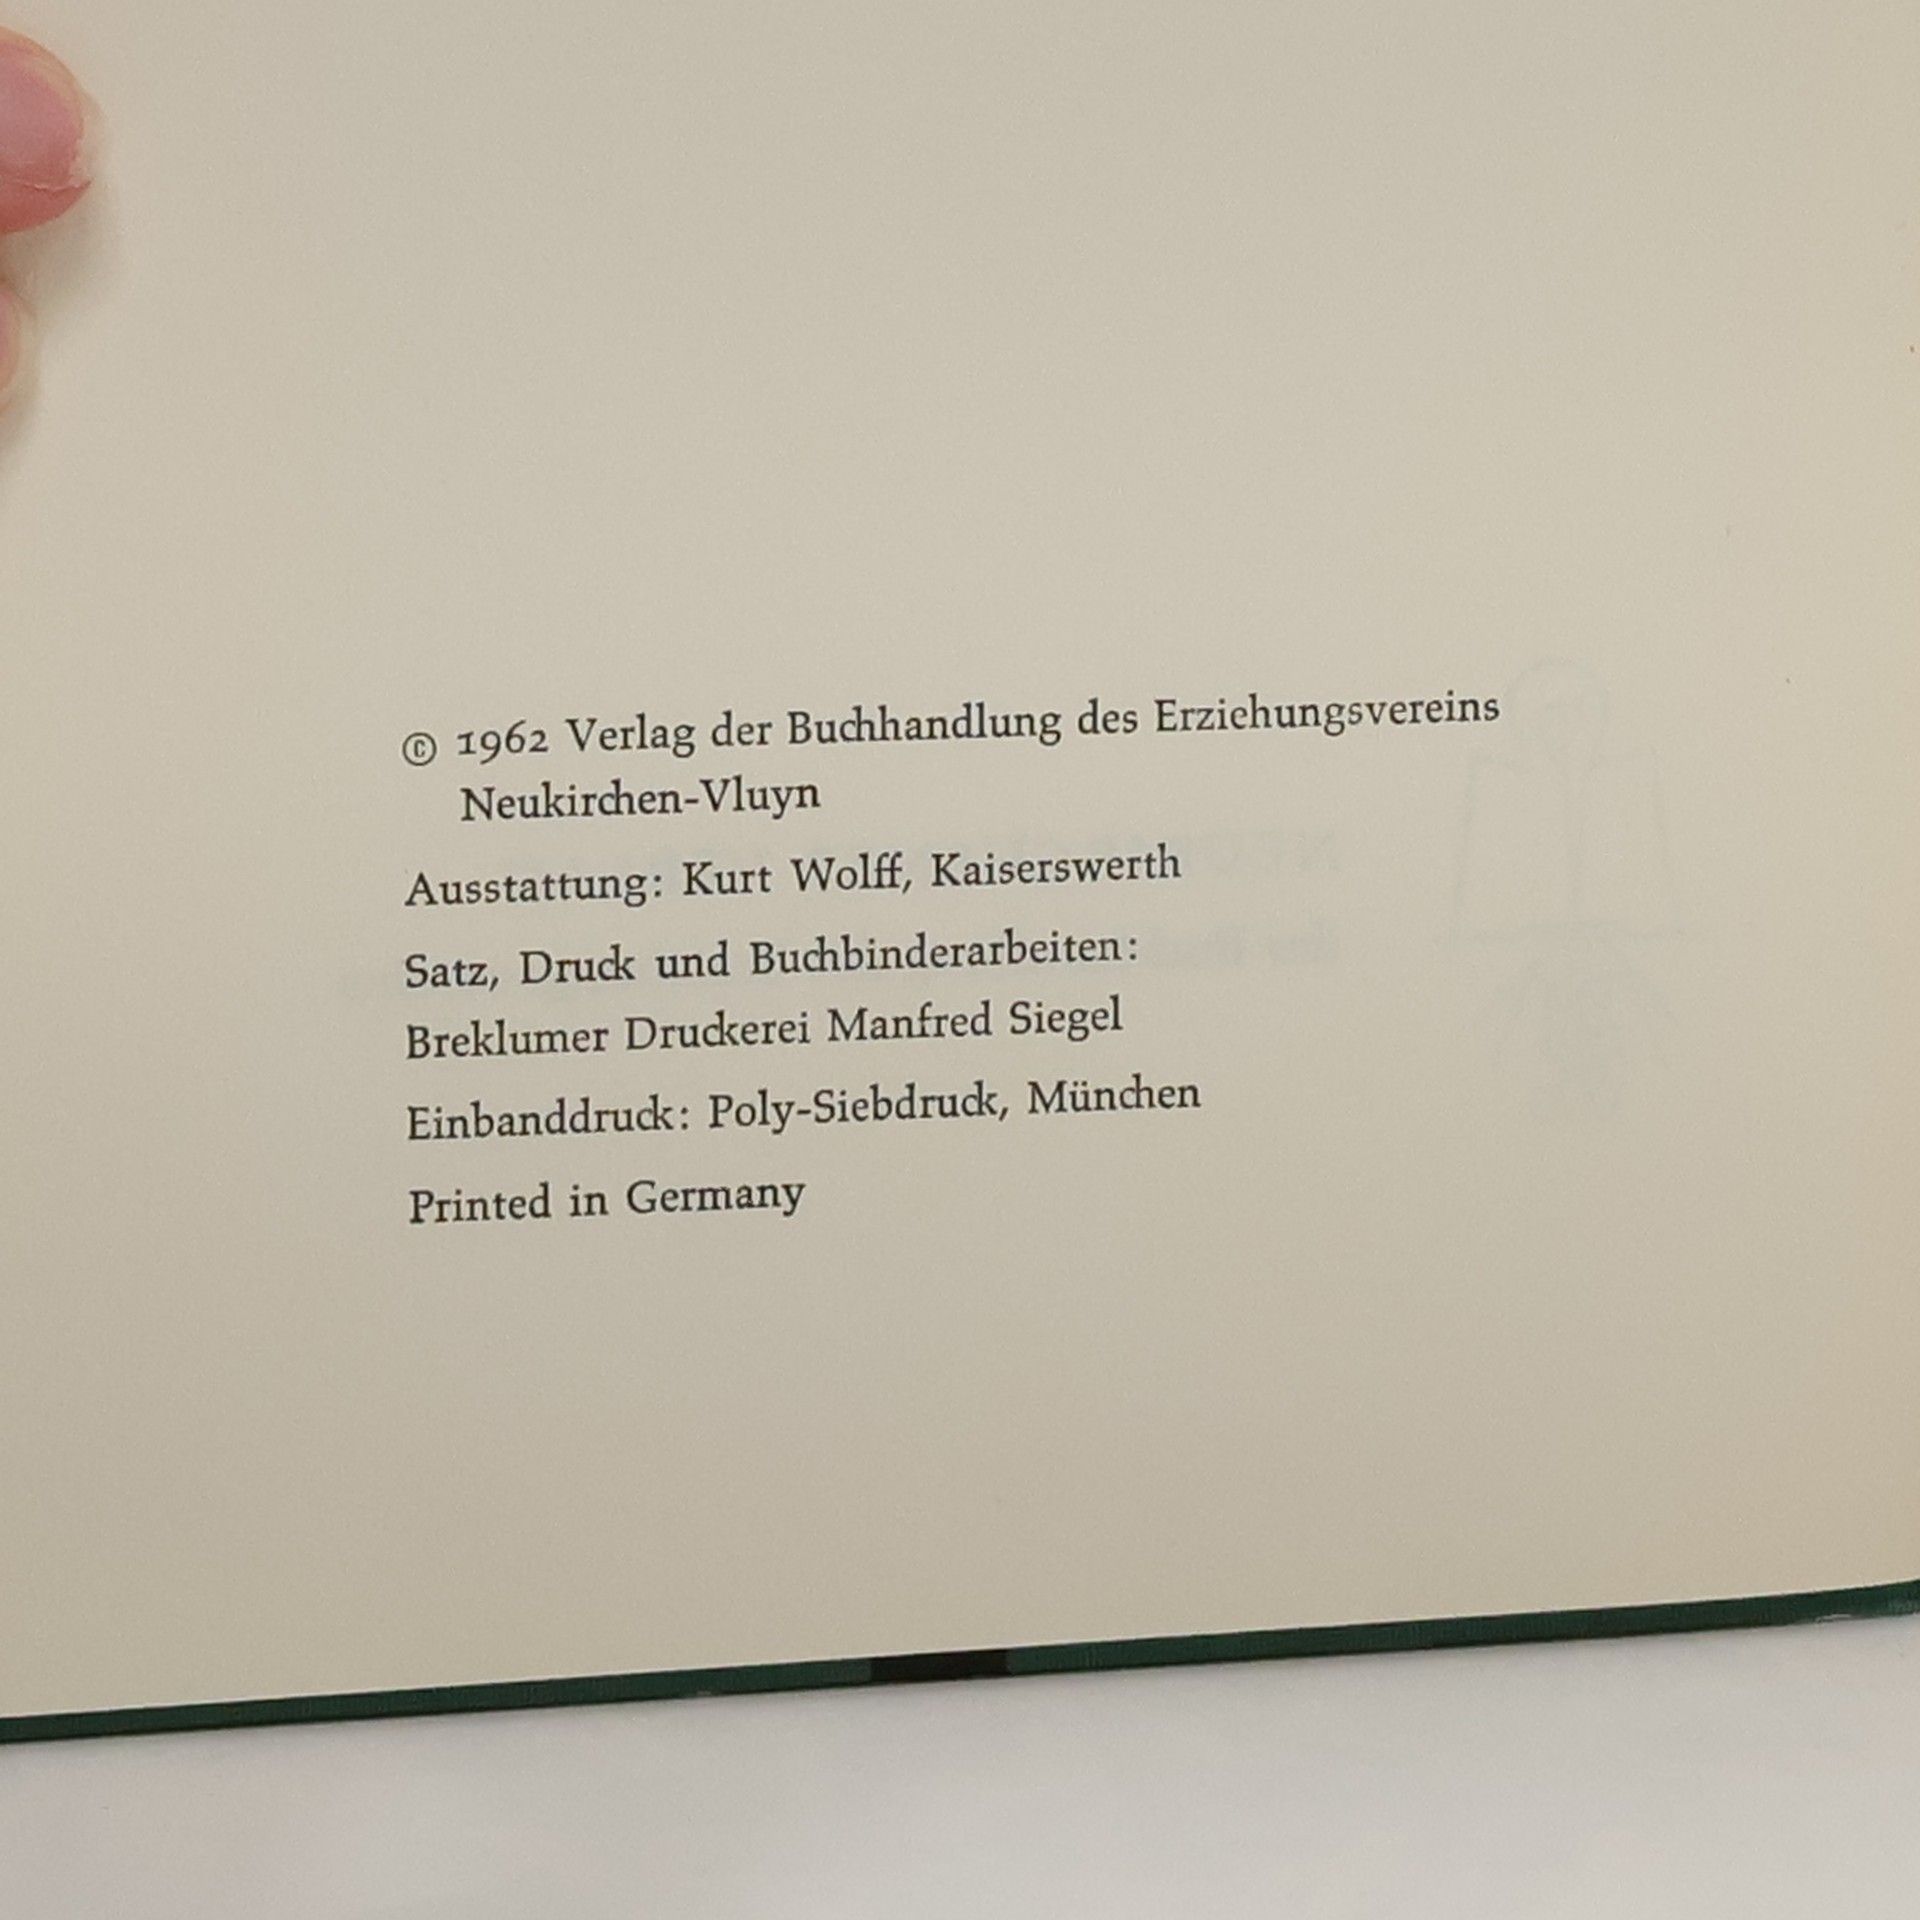 © 1962 Verlag der Buchhandlung des Erziehungsvereins
Neukirchen-Vluyn
Ausstattung: Kurt Wolff, Kaiserswerth
Satz, Druck und Buchbinderarbeiten:
Breklumer Druckerei Manfred Siegel
Einbanddruck: Poly-Siebdruck, München
Printed in Germany